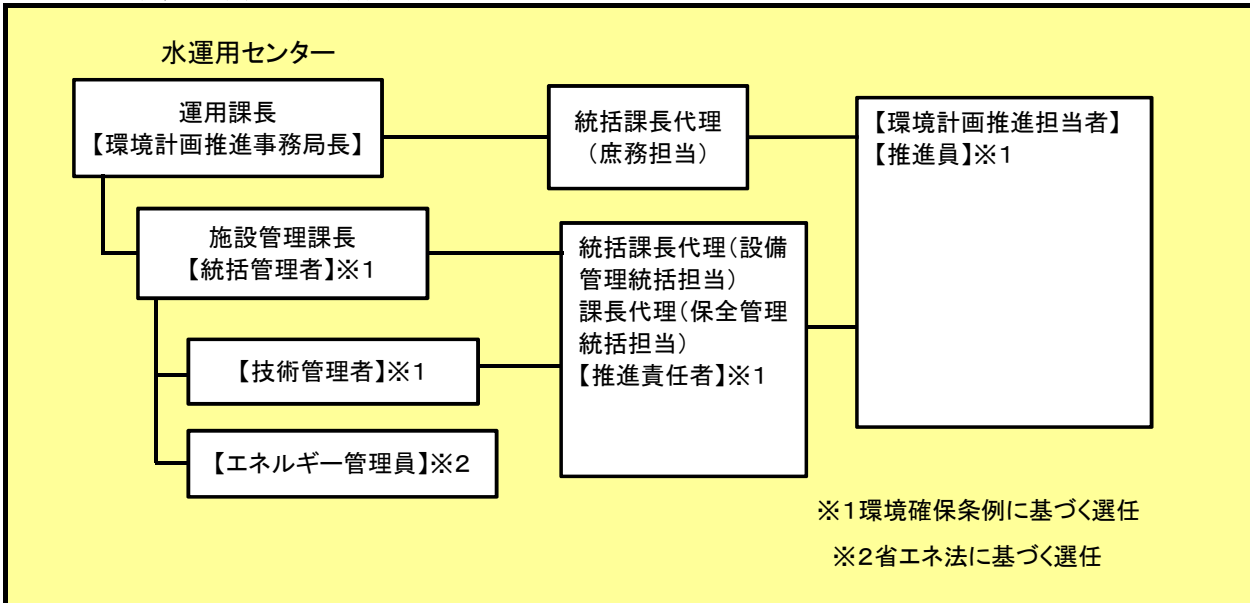 水運用センター
運用課長
【環境計画推進事務局長】
統括課長代理
(庶務担当)
【環境計画推進担当者】
【推進員】※1
施設管理課長
【統括管理者】※1
統括課長代理(設備
管理統括担当)
課長代理(保全管理
統括担当)
【推進責任者】※1
【技術管理者】※1
【エネルギー管理員】※2
※1環境確保条例に基づく選任
※2省エネ法に基づく選任